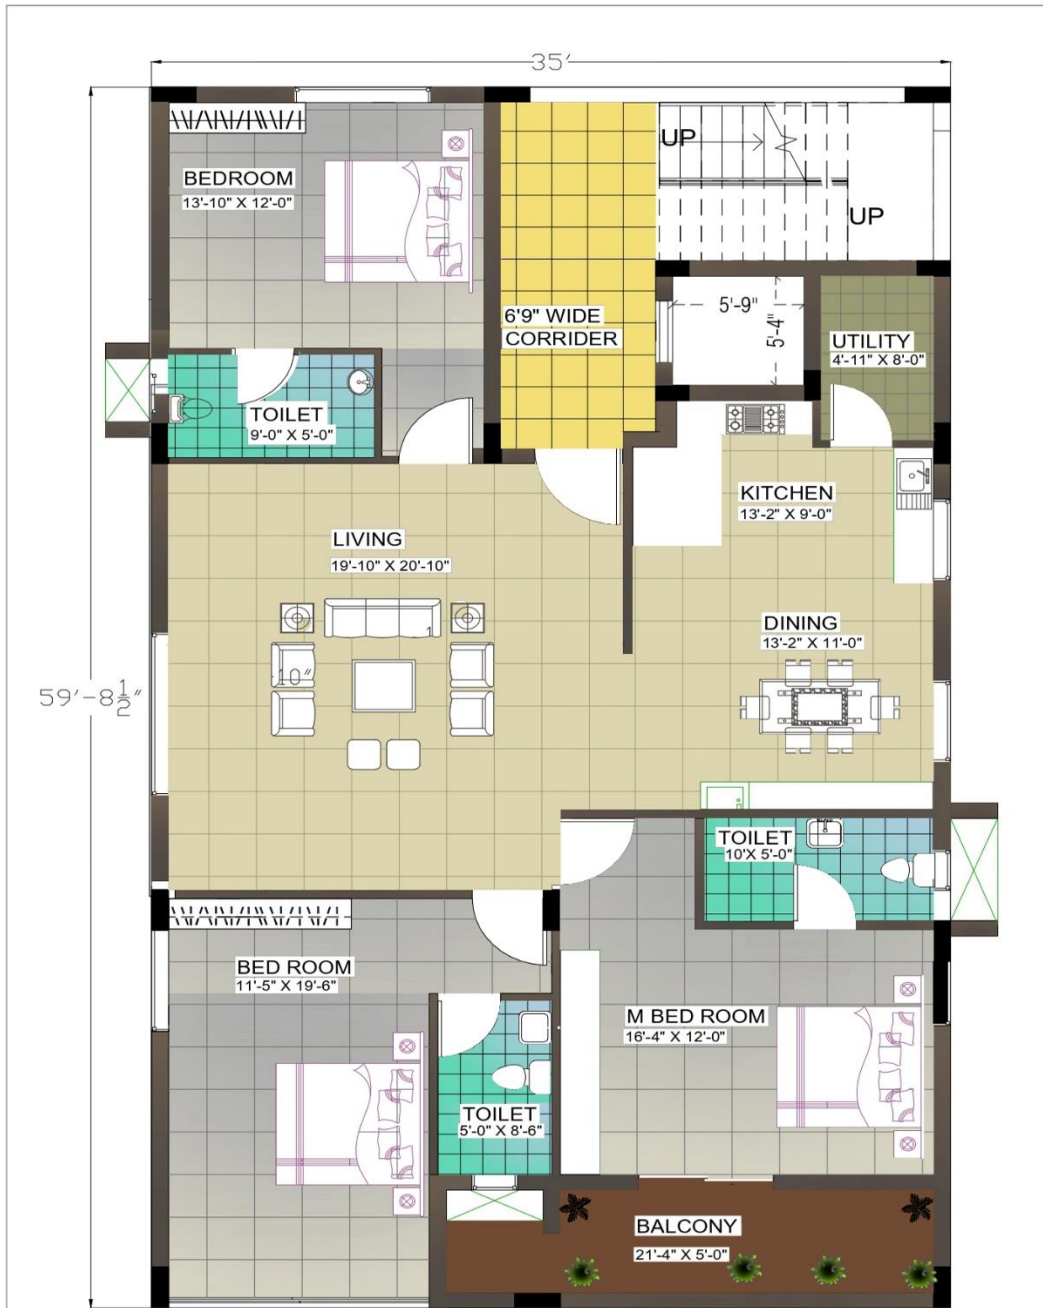 35'
UP
BEDROOM
13'-10" X 12'-0"
UP
5'-9"
6'9" WIDE
CORRIDER
5'-4"
UTILITY
4'-11" X 8'-0"
TOILET
9'-0" X 5'-0"
KITCHEN
13'-2" X 9'-0"
LIVING
19'-10" X 20'-10"
DINING
13'-2" X 11'-0"
1
10"
59'-8½"
TOILET
10'X 5'-0"
BED ROOM
11'-5" X 19'-6"
M BED ROOM
16'-4" X 12'-0"
TOILET
5'-0" X 8'-6"
BALCONY
21'-4" X 5'-0"